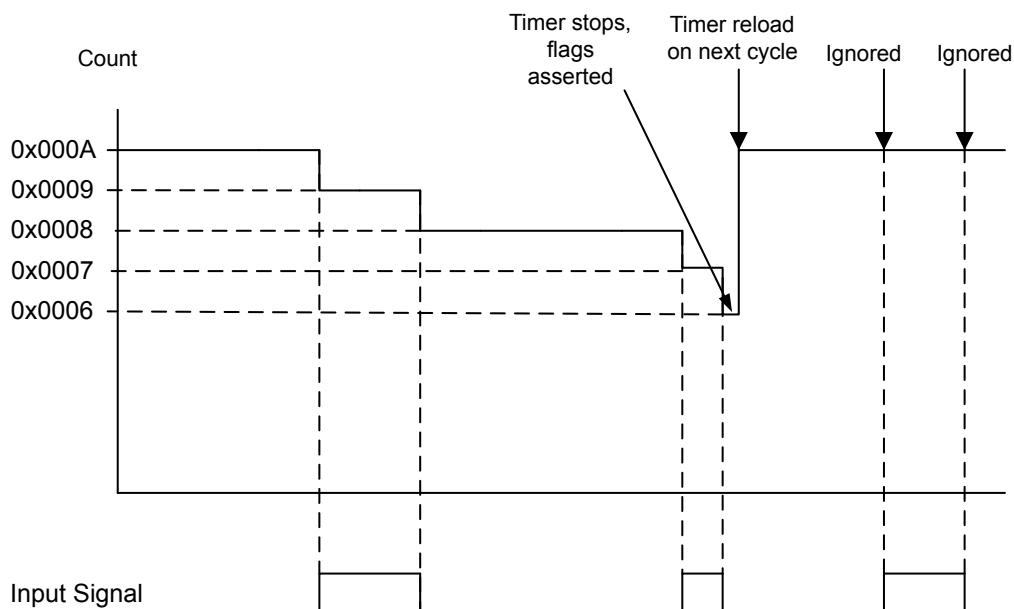 Timer stops,
flags
asserted
Timer reload
on next cycle
Ignored
Ignored
Count
0x000A
0x0009
0x0008
0x0007
0x0006
Input Signal